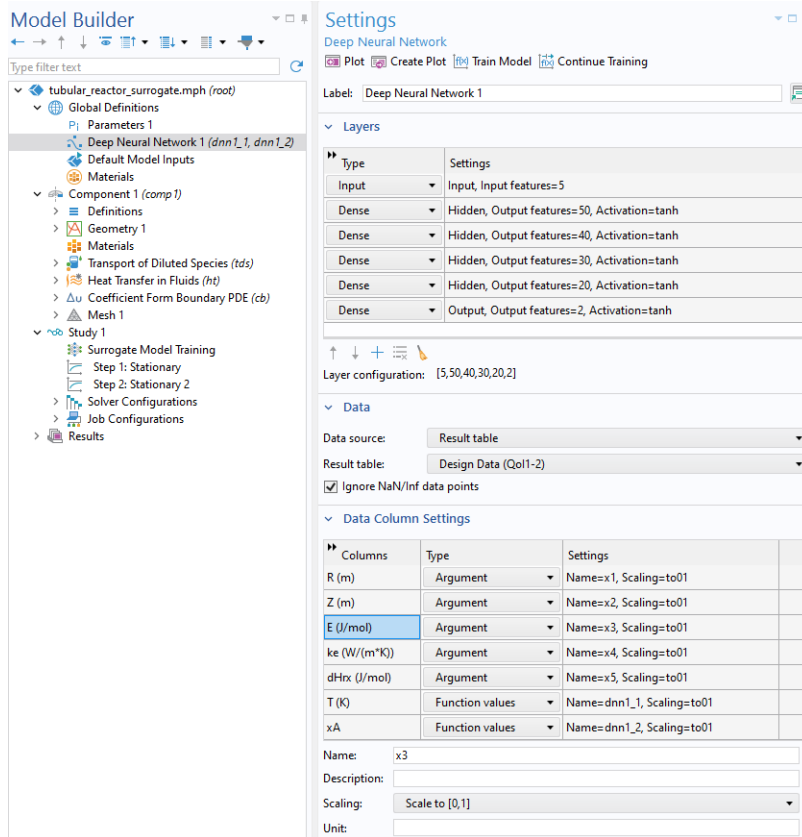 Model Builder
Type filter text
tubular_reactor_surrogate.mph (root)
Global Definitions
Pi Parameters 1
Deep Neural Network 1 (dnn1_1, dnn1_2)
Default Model Inputs
Materials
Component 1 (comp1)
Definitions
Geometry 1
Materials
Transport of Diluted Species (tds)
Heat Transfer in Fluids (ht)
Δu Coefficient Form Boundary PDE (cb)
Mesh 1
Study 1
Surrogate Model Training
Step 1: Stationary
Step 2: Stationary 2
Solver Configurations
Job Configurations
Results
Settings
Deep Neural Network
Plot Create Plot f(x) Train Model f(x) Continue Training
Label: Deep Neural Network 1
Layers
Type Settings
Input Input, Input features=5
Dense Hidden, Output features=50, Activation=tanh
Dense Hidden, Output features=40, Activation=tanh
Dense Hidden, Output features=30, Activation=tanh
Dense Hidden, Output features=20, Activation=tanh
Dense Output, Output features=2, Activation=tanh
Layer configuration: [5,50,40,30,20,2]
Data
Data source: Result table
Result table: Design Data (QoI1-2)
Ignore NaN/Inf data points
Data Column Settings
Columns Type Settings
R (m) Argument Name=x1, Scaling=to01
Z (m) Argument Name=x2, Scaling=to01
E (J/mol) Argument Name=x3, Scaling=to01
ke (W/(m*K)) Argument Name=x4, Scaling=to01
dHrx (J/mol) Argument Name=x5, Scaling=to01
T (K) Function values Name=dnn1_1, Scaling=to01
xA Function values Name=dnn1_2, Scaling=to01
Name: x3
Description:
Scaling: Scale to [0,1]
Unit: